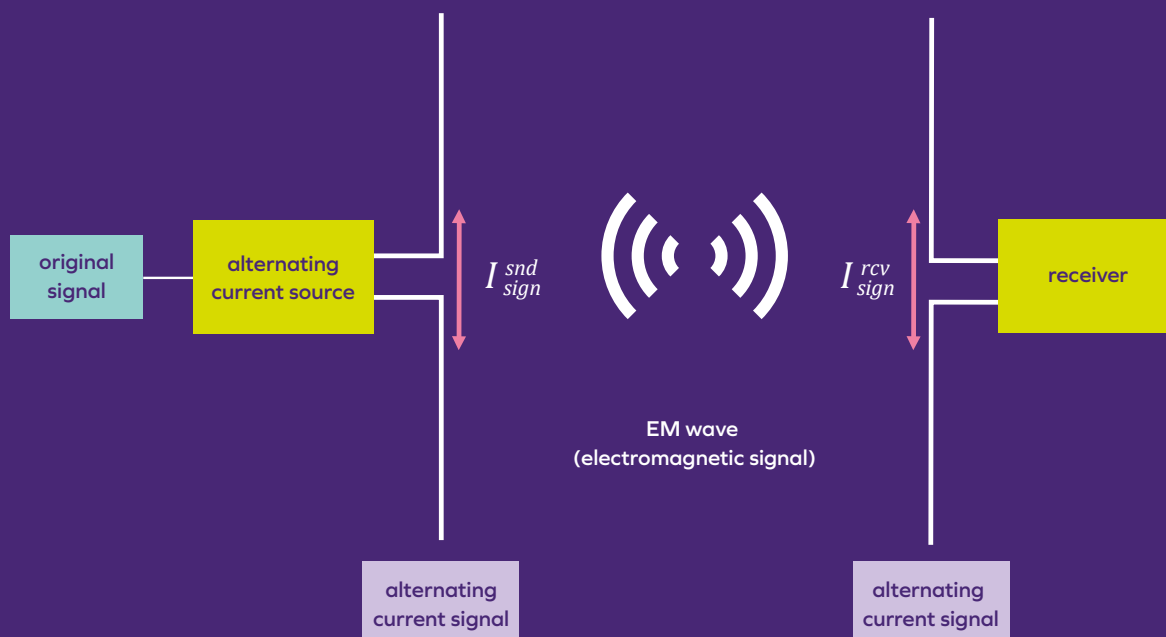 original
signal
alternating
current source
I snd sign
I rcv sign
receiver
EM wave
(electromagnetic signal)
alternating
current signal
alternating
current signal